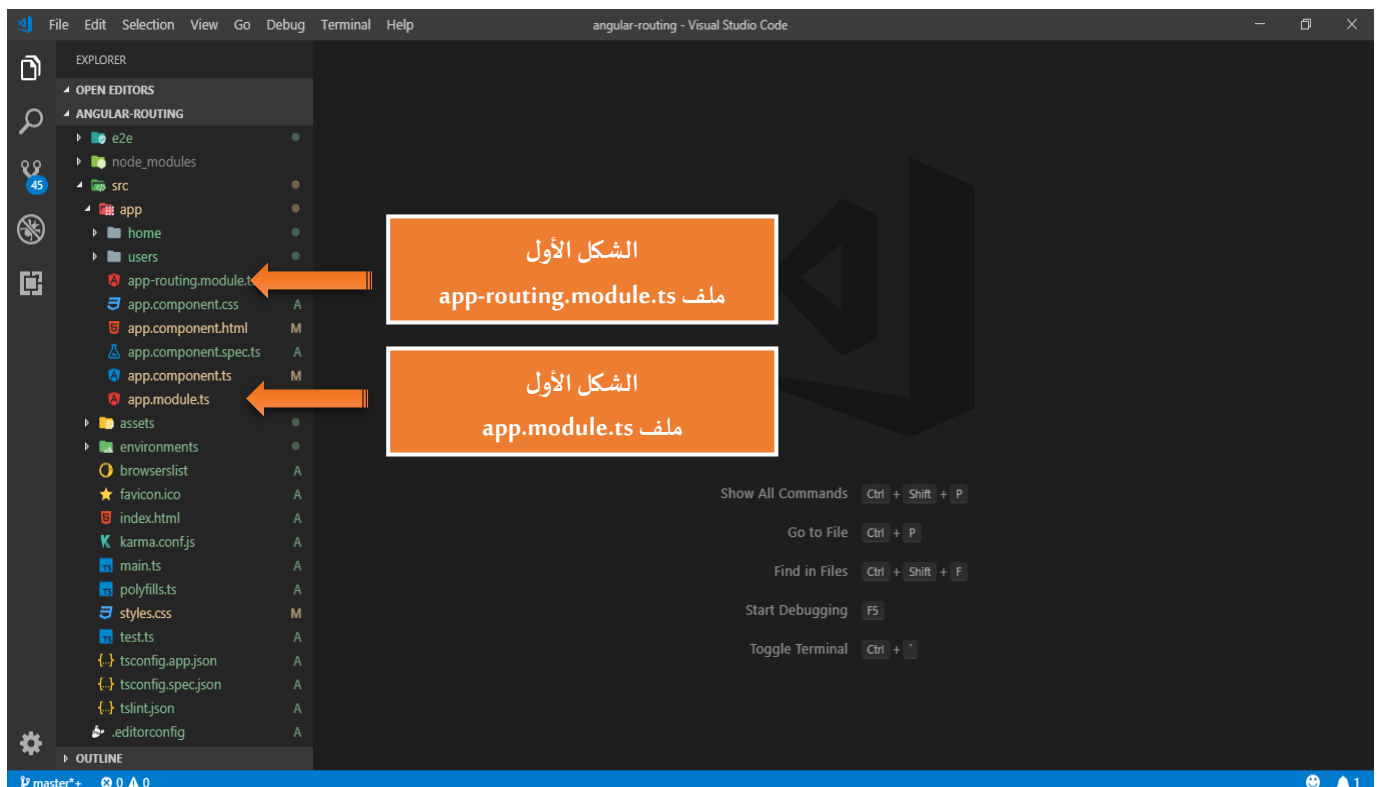 File Edit Selection View Go Debug Terminal Help angular-routing - Visual Studio Code
EXPLORER
OPEN EDITORS
ANGULAR-ROUTING
e2e
node_modules
45
src
app
home
users
app-routing.module.t
app.component.css A
app.component.html M
app.component.spec.ts A
app.component.ts M
app.module.ts
assets
environments
browserslist A
favicon.ico A
index.html A
karma.conf.js A
main.ts A
polyfills.ts A
styles.css M
test.ts A
tsconfig.app.json A
tsconfig.spec.json A
tslint.json A
.editorconfig A
OUTLINE
الشكل الأول
ملف app-routing.module.ts
الشكل الأول
ملف app.module.ts
Show All Commands Ctrl + Shift + P
Go to File Ctrl + P
Find in Files Ctrl + Shift + F
Start Debugging F5
Toggle Terminal Ctrl + `
master*+ 0 0 1